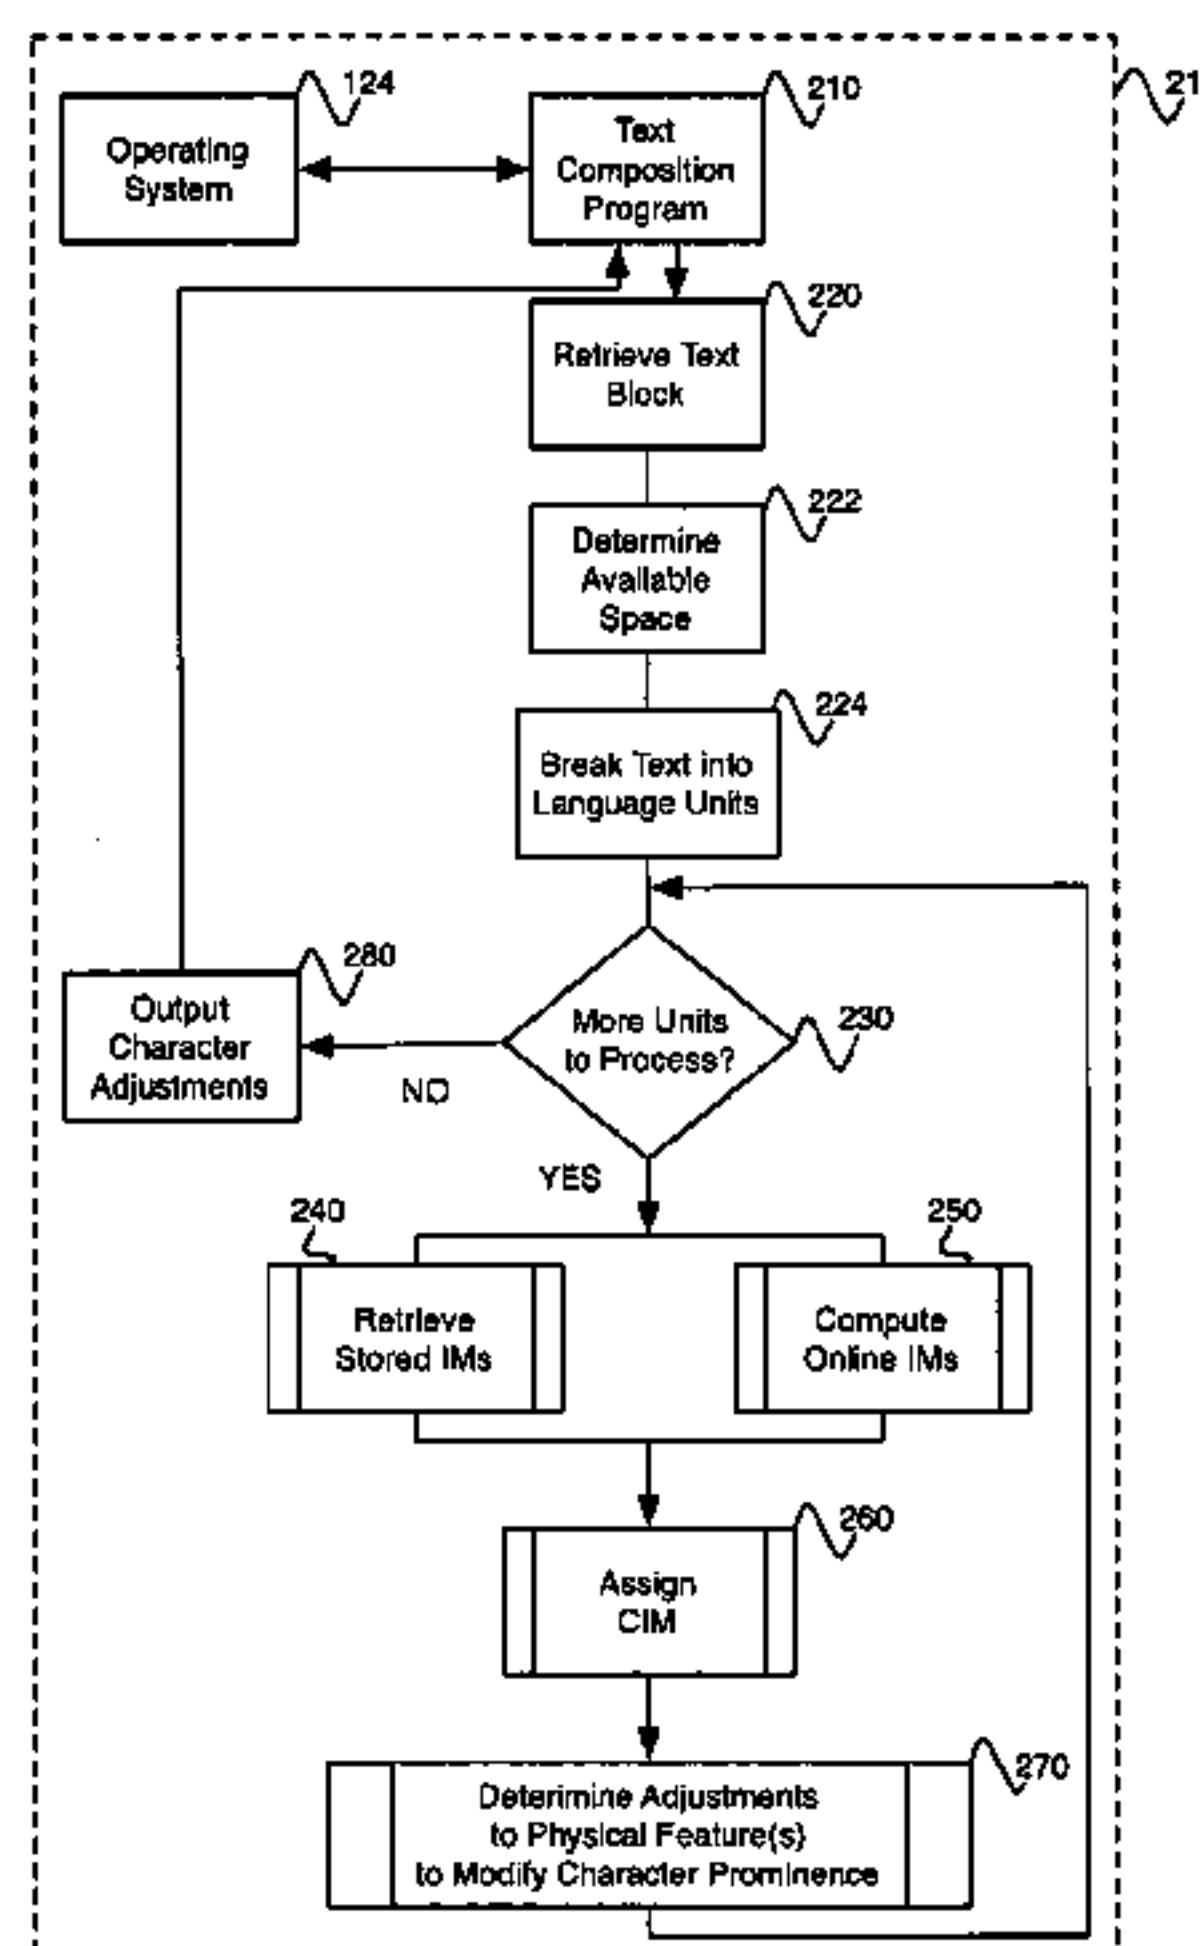 124
210
21
Operating
System
Text
Composition
Program
220
Retrieve Text
Block
222
Determine
Available
Space
224
Break Text into
Language Units
280
Output
Character
Adjustments
More Units
to Process?
230
NO
YES
240
250
Retrieve
Stored IMs
Compute
Online IMs
260
Assign
CIM
270
Deterimine Adjustments
to Physical Feature(s)
to Modify Character Prominence